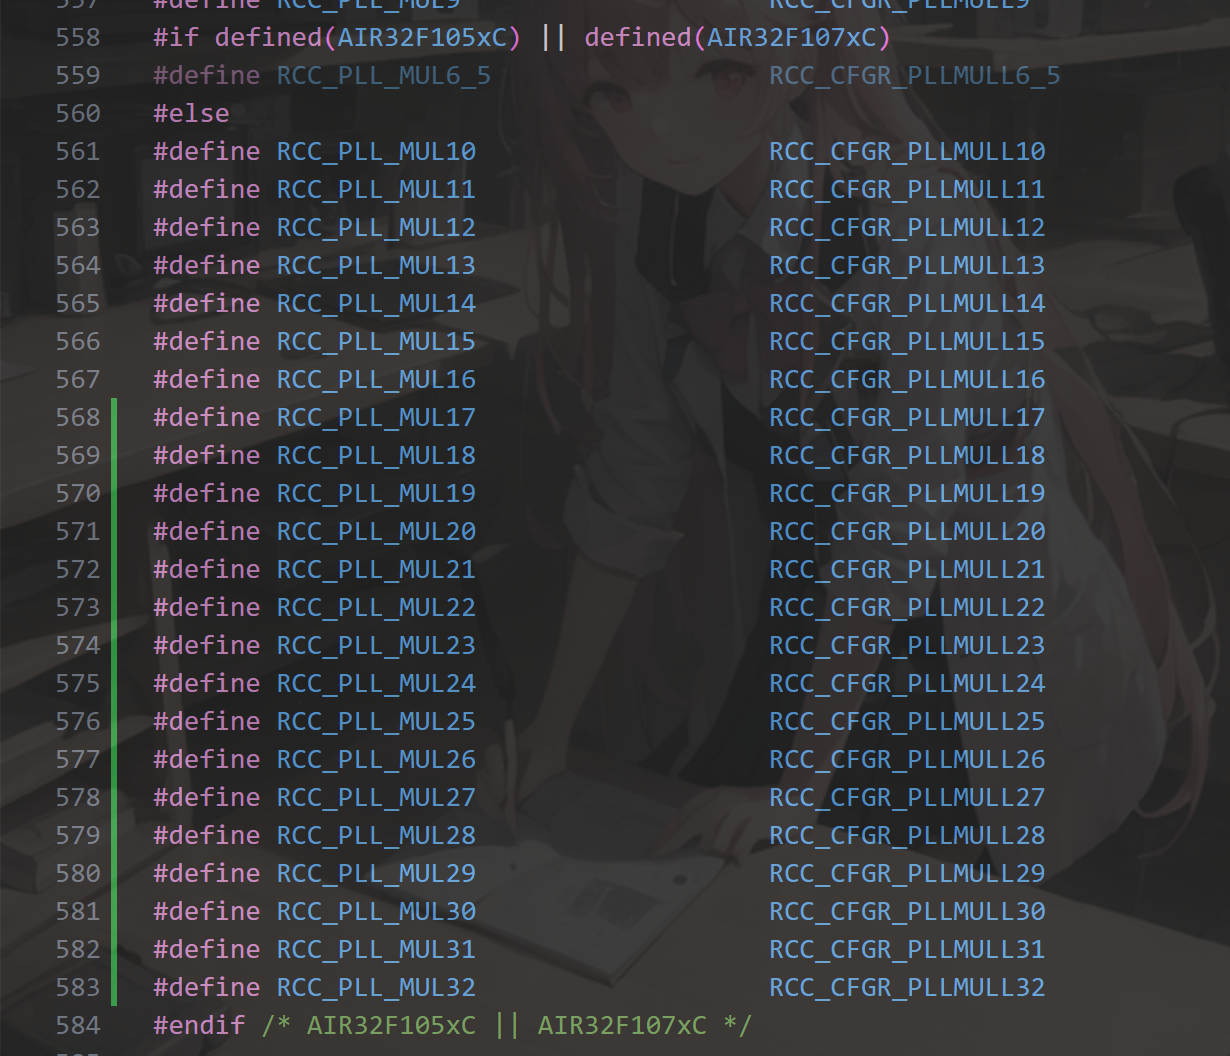 557 #define RCC_PLL_MUL9 RCC_CFGR_PLLMULL9
558 #if defined(AIR32F105xC) || defined(AIR32F107xC)
559 #define RCC_PLL_MUL6_5 RCC_CFGR_PLLMULL6_5
560 #else
561 #define RCC_PLL_MUL10 RCC_CFGR_PLLMULL10
562 #define RCC_PLL_MUL11 RCC_CFGR_PLLMULL11
563 #define RCC_PLL_MUL12 RCC_CFGR_PLLMULL12
564 #define RCC_PLL_MUL13 RCC_CFGR_PLLMULL13
565 #define RCC_PLL_MUL14 RCC_CFGR_PLLMULL14
566 #define RCC_PLL_MUL15 RCC_CFGR_PLLMULL15
567 #define RCC_PLL_MUL16 RCC_CFGR_PLLMULL16
568 #define RCC_PLL_MUL17 RCC_CFGR_PLLMULL17
569 #define RCC_PLL_MUL18 RCC_CFGR_PLLMULL18
570 #define RCC_PLL_MUL19 RCC_CFGR_PLLMULL19
571 #define RCC_PLL_MUL20 RCC_CFGR_PLLMULL20
572 #define RCC_PLL_MUL21 RCC_CFGR_PLLMULL21
573 #define RCC_PLL_MUL22 RCC_CFGR_PLLMULL22
574 #define RCC_PLL_MUL23 RCC_CFGR_PLLMULL23
575 #define RCC_PLL_MUL24 RCC_CFGR_PLLMULL24
576 #define RCC_PLL_MUL25 RCC_CFGR_PLLMULL25
577 #define RCC_PLL_MUL26 RCC_CFGR_PLLMULL26
578 #define RCC_PLL_MUL27 RCC_CFGR_PLLMULL27
579 #define RCC_PLL_MUL28 RCC_CFGR_PLLMULL28
580 #define RCC_PLL_MUL29 RCC_CFGR_PLLMULL29
581 #define RCC_PLL_MUL30 RCC_CFGR_PLLMULL30
582 #define RCC_PLL_MUL31 RCC_CFGR_PLLMULL31
583 #define RCC_PLL_MUL32 RCC_CFGR_PLLMULL32
584 #endif /* AIR32F105xC || AIR32F107xC */